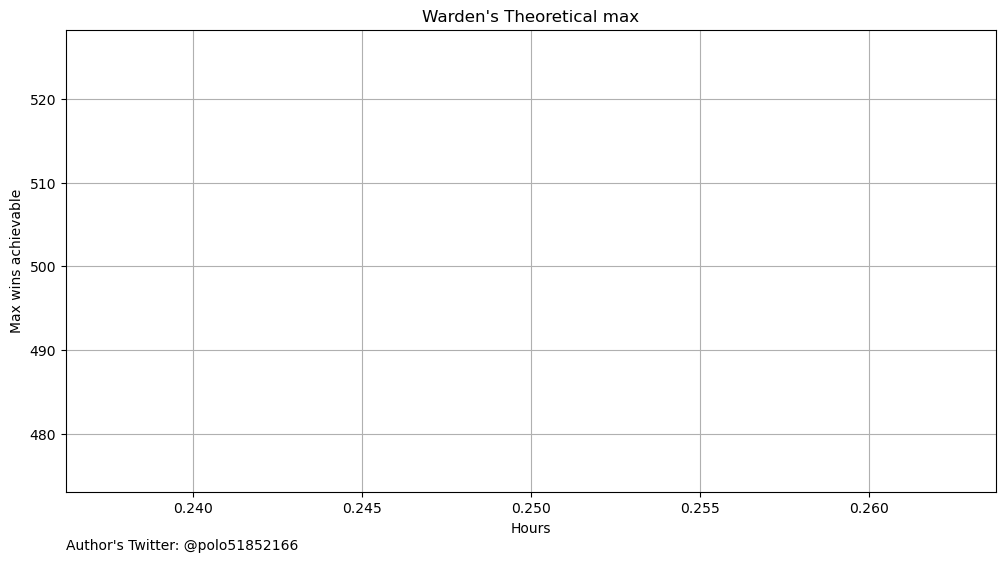 Warden's Theoretical max
Max wins achievable
520
510
500
490
480
0.240 0.245 0.250 0.255 0.260
Hours
Author's Twitter: @polo51852166